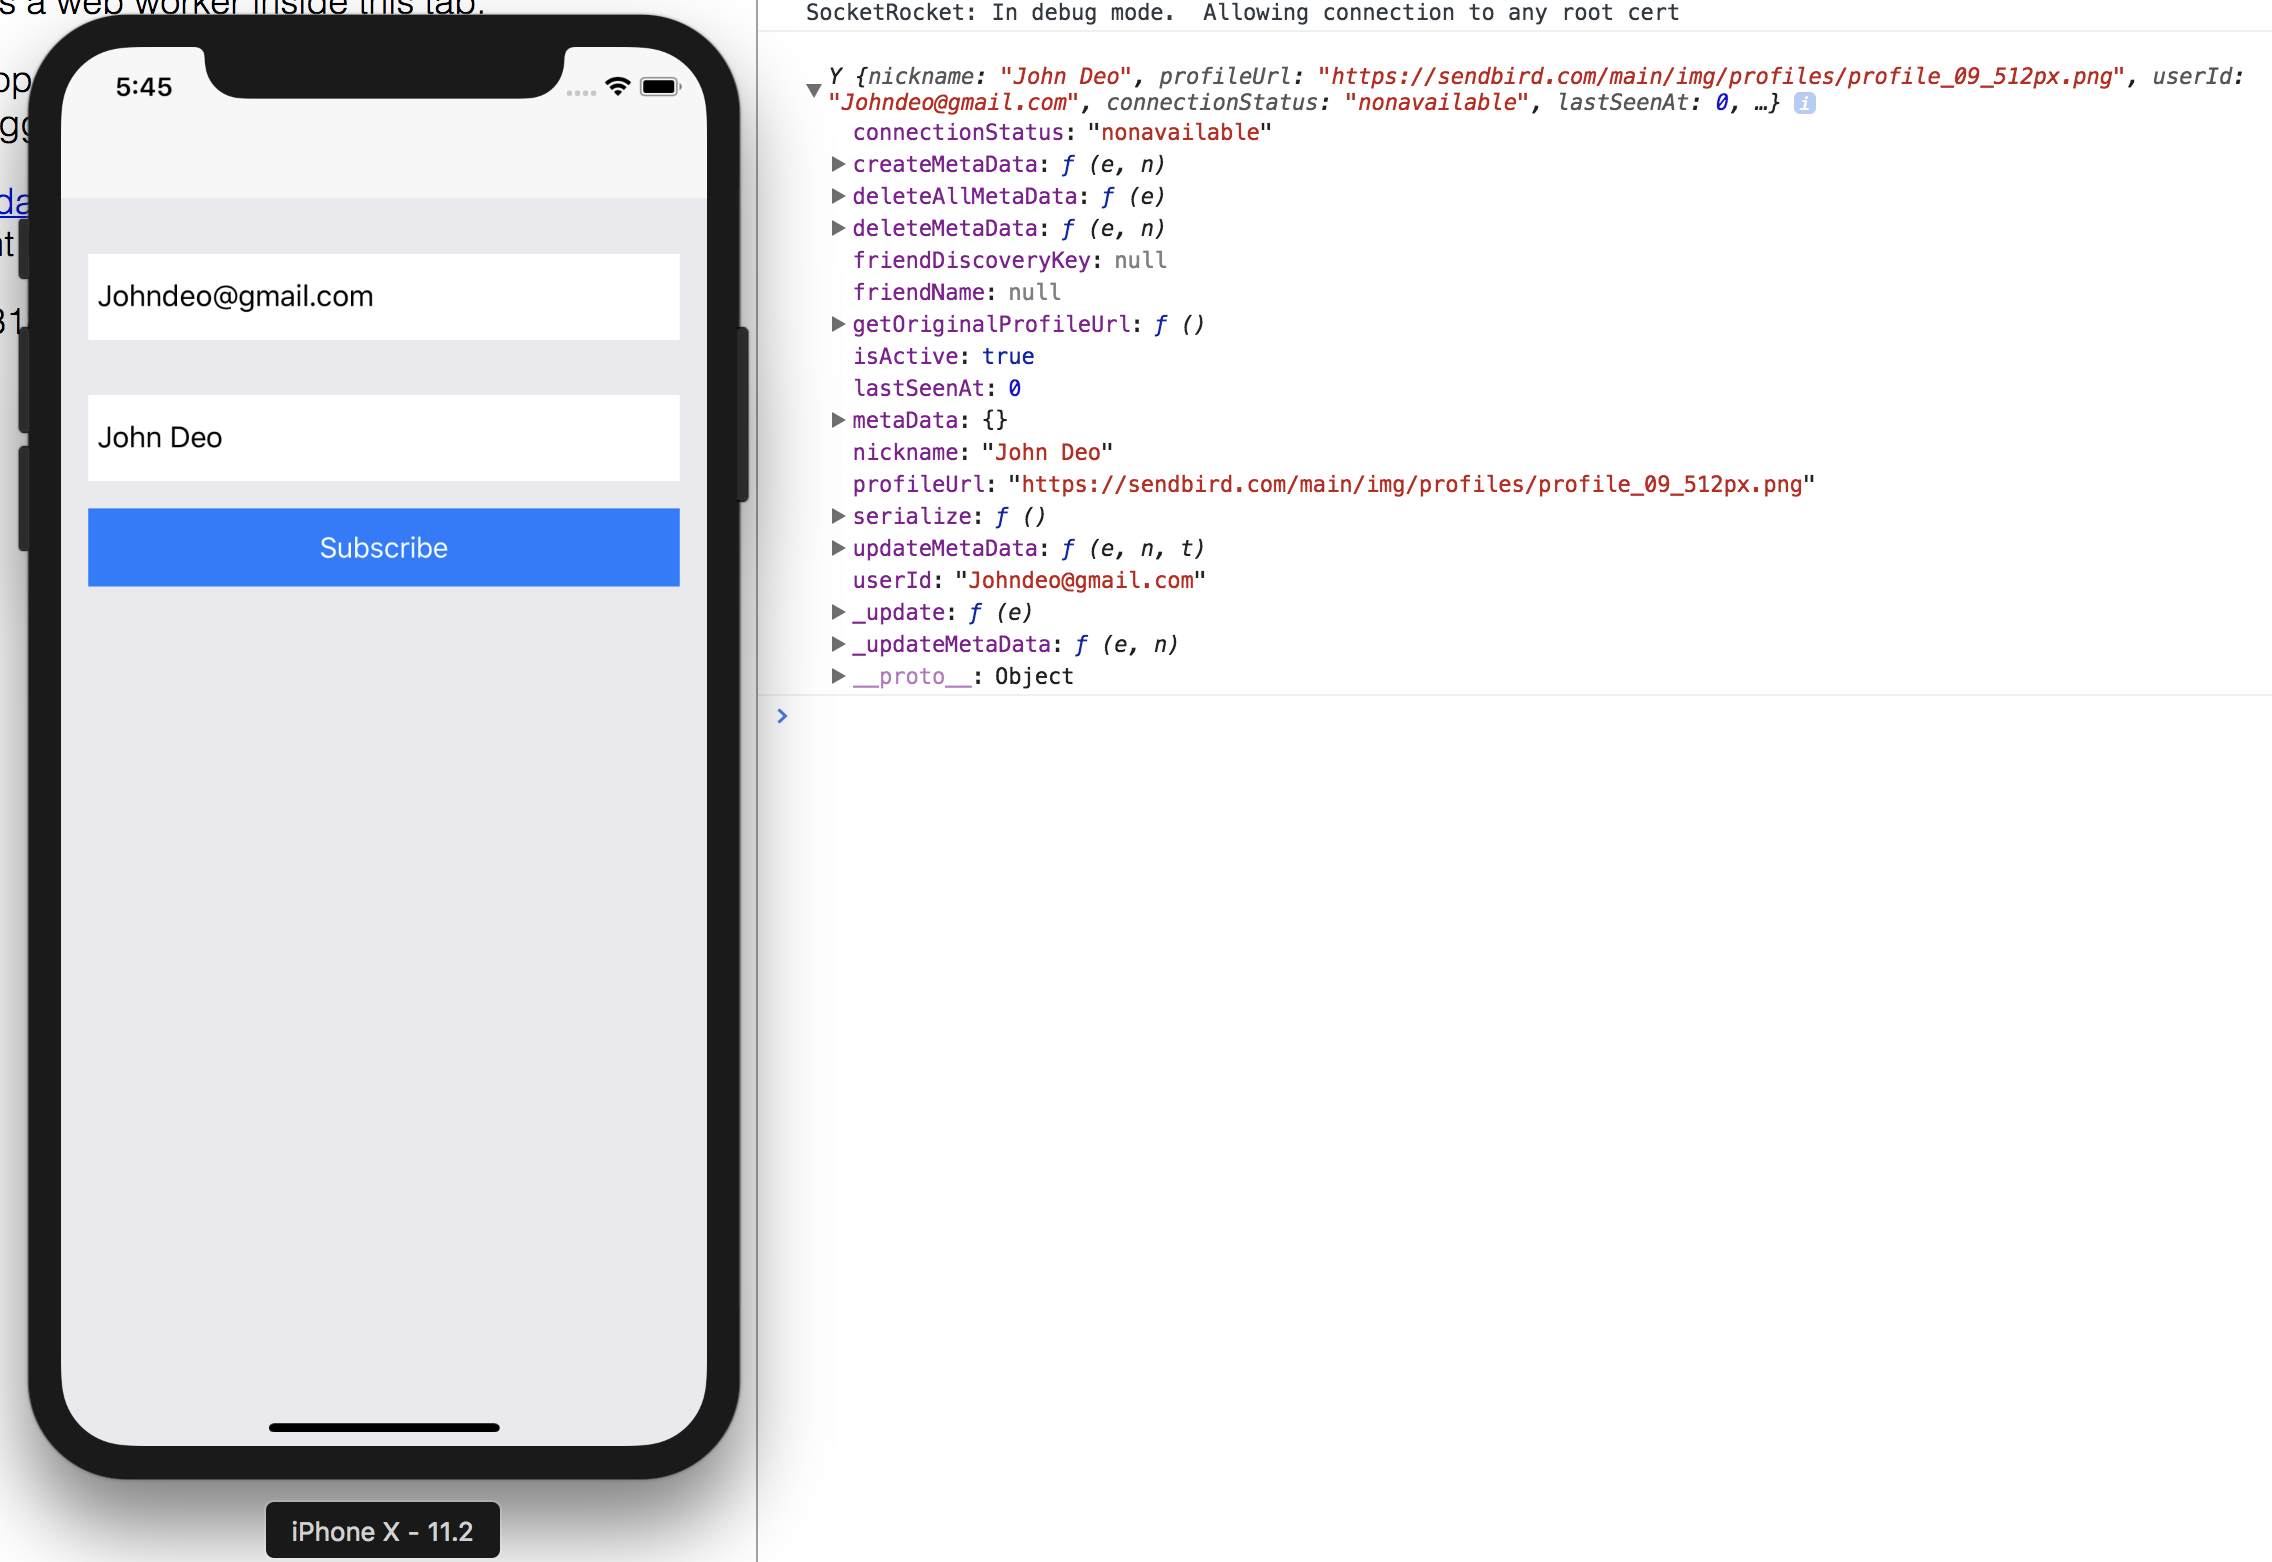 s a web worker inside this tab.
5:45
Johndeo@gmail.com
John Deo
Subscribe
iPhone X - 11.2
SocketRocket: In debug mode.  Allowing connection to any root cert
Y {nickname: "John Deo", profileUrl: "https://sendbird.com/main/img/profiles/profile_09_512px.png", userId:
"Johndeo@gmail.com", connectionStatus: "nonavailable", lastSeenAt: 0, …} i
connectionStatus: "nonavailable"
createMetaData: ƒ (e, n)
deleteAllMetaData: ƒ (e)
deleteMetaData: ƒ (e, n)
friendDiscoveryKey: null
friendName: null
getOriginalProfileUrl: ƒ ()
isActive: true
lastSeenAt: 0
metaData: {}
nickname: "John Deo"
profileUrl: "https://sendbird.com/main/img/profiles/profile_09_512px.png"
serialize: ƒ ()
updateMetaData: ƒ (e, n, t)
userId: "Johndeo@gmail.com"
_update: ƒ (e)
_updateMetaData: ƒ (e, n)
__proto__: Object